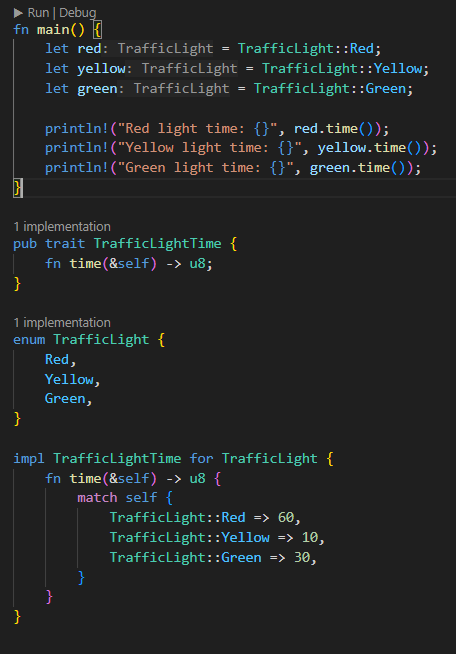 ▶ Run | Debug
fn main() {
    let red: TrafficLight = TrafficLight::Red;
    let yellow: TrafficLight = TrafficLight::Yellow;
    let green: TrafficLight = TrafficLight::Green;

    println!("Red light time: {}", red.time());
    println!("Yellow light time: {}", yellow.time());
    println!("Green light time: {}", green.time());
}

1 implementation
pub trait TrafficLightTime {
    fn time(&self) -> u8;
}

1 implementation
enum TrafficLight {
    Red,
    Yellow,
    Green,
}

impl TrafficLightTime for TrafficLight {
    fn time(&self) -> u8 {
        match self {
            TrafficLight::Red => 60,
            TrafficLight::Yellow => 10,
            TrafficLight::Green => 30,
        }
    }
}